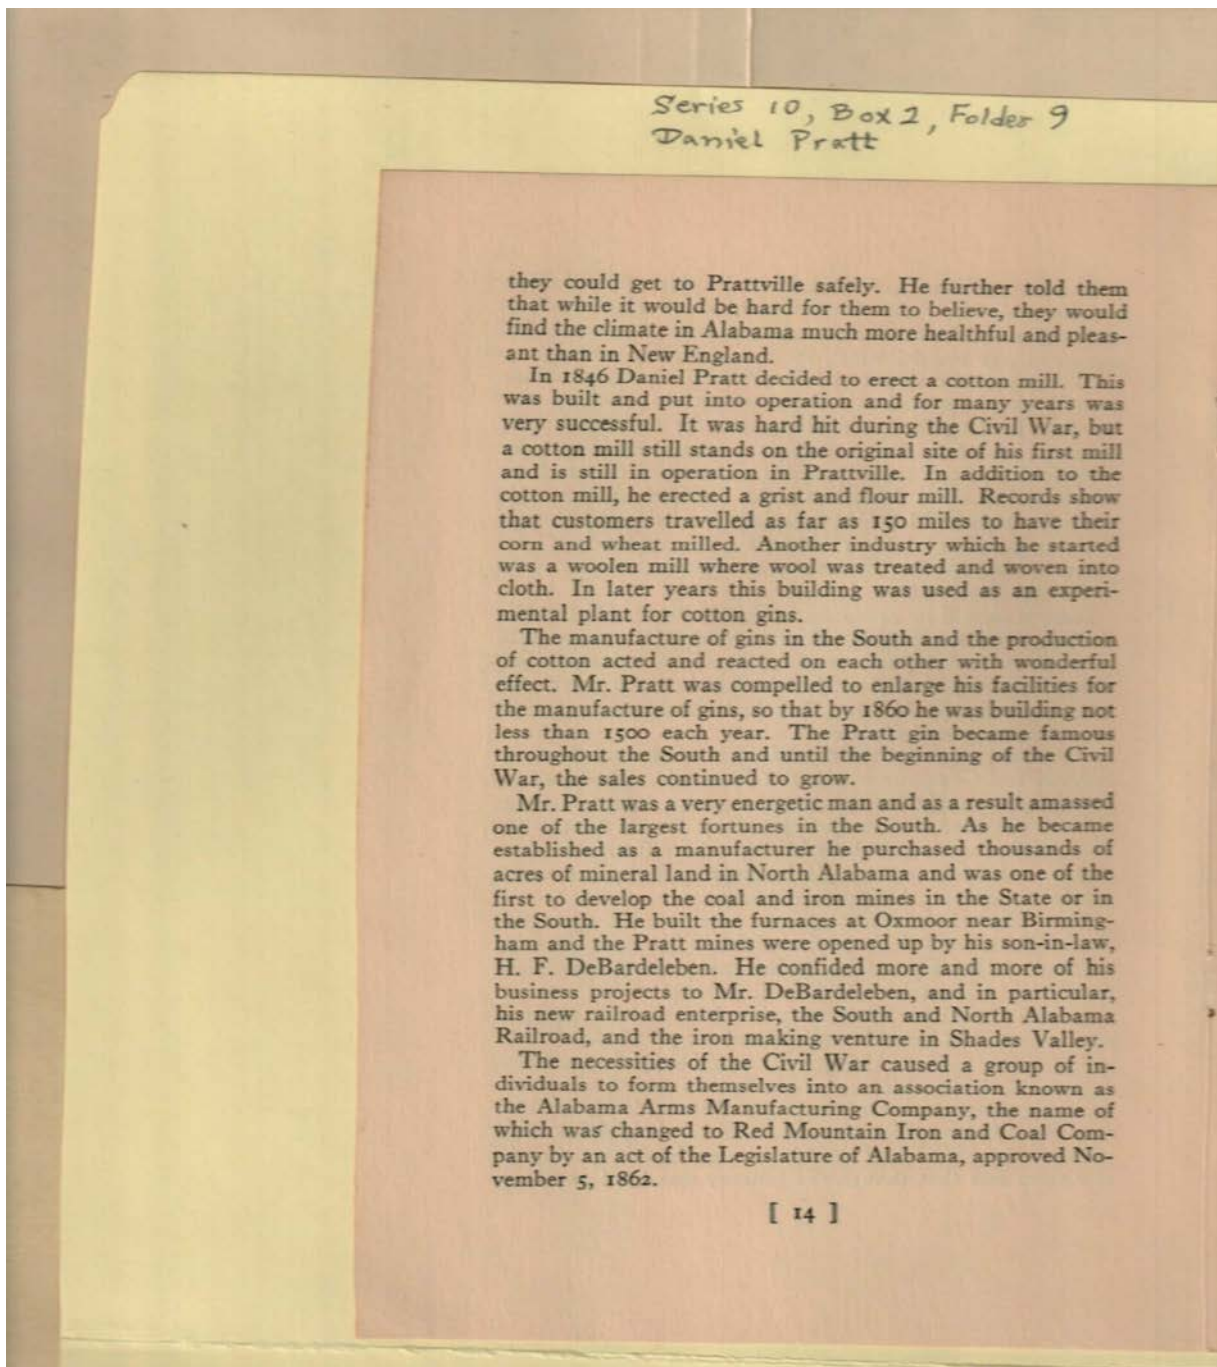 Series 10, Box 2, Folder 9
Daniel Pratt
they could get to Prattville safely. He further told them
that while it would be hard for them to believe, they would
find the climate in Alabama much more healthful and pleas-
ant than in New England.
In 1846 Daniel Pratt decided to erect a cotton mill. This
was built and put into operation and for many years was
very successful. It was hard hit during the Civil War, but
a cotton mill still stands on the original site of his first mill
and is still in operation in Prattville. In addition to the
cotton mill, he erected a grist and flour mill. Records show
that customers travelled as far as 150 miles to have their
corn and wheat milled. Another industry which he started
was a woolen mill where wool was treated and woven into
cloth. In later years this building was used as an experi-
mental plant for cotton gins.
The manufacture of gins in the South and the production
of cotton acted and reacted on each other with wonderful
effect. Mr. Pratt was compelled to enlarge his facilities for
the manufacture of gins, so that by 1860 he was building not
less than 1500 each year. The Pratt gin became famous
throughout the South and until the beginning of the Civil
War, the sales continued to grow.
Mr. Pratt was a very energetic man and as a result amassed
one of the largest fortunes in the South. As he became
established as a manufacturer he purchased thousands of
acres of mineral land in North Alabama and was one of the
first to develop the coal and iron mines in the State or in
the South. He built the furnaces at Oxmoor near Birming-
ham and the Pratt mines were opened up by his son-in-law,
H. F. DeBardeleben. He confided more and more of his
business projects to Mr. DeBardeleben, and in particular,
his new railroad enterprise, the South and North Alabama
Railroad, and the iron making venture in Shades Valley.
The necessities of the Civil War caused a group of in-
dividuals to form themselves into an association known as
the Alabama Arms Manufacturing Company, the name of
which was changed to Red Mountain Iron and Coal Com-
pany by an act of the Legislature of Alabama, approved No-
vember 5, 1862.
[ 14 ]